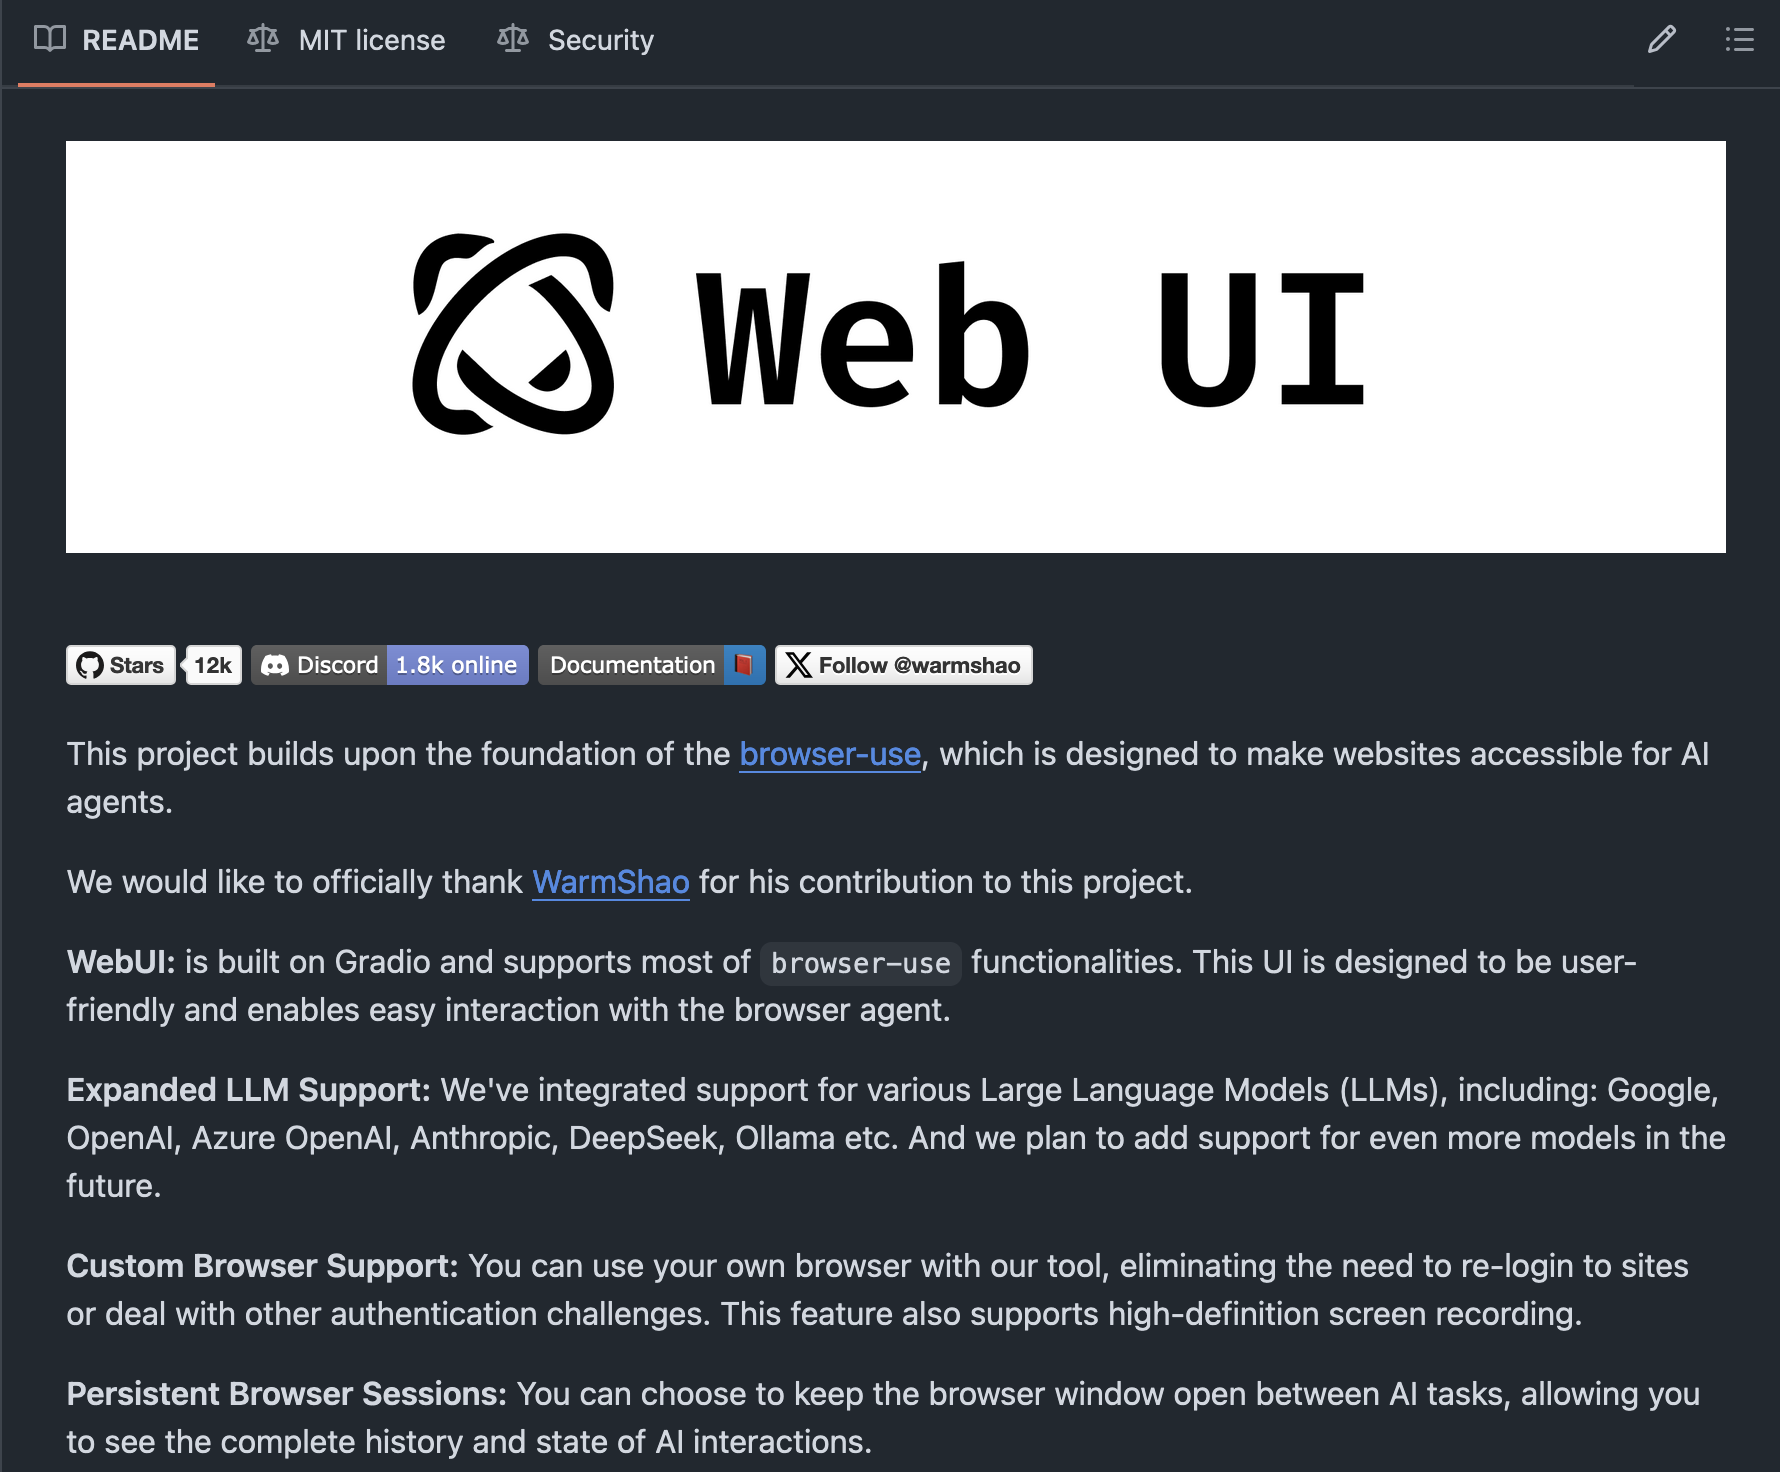 README MIT license Security
Web UI
Stars 12k Discord 1.8k online Documentation Follow @warmshao
This project builds upon the foundation of the browser-use, which is designed to make websites accessible for AI
agents.
We would like to officially thank WarmShao for his contribution to this project.
WebUI: is built on Gradio and supports most of browser-use functionalities. This UI is designed to be user-
friendly and enables easy interaction with the browser agent.
Expanded LLM Support: We've integrated support for various Large Language Models (LLMs), including: Google,
OpenAI, Azure OpenAI, Anthropic, DeepSeek, Ollama etc. And we plan to add support for even more models in the
future.
Custom Browser Support: You can use your own browser with our tool, eliminating the need to re-login to sites
or deal with other authentication challenges. This feature also supports high-definition screen recording.
Persistent Browser Sessions: You can choose to keep the browser window open between AI tasks, allowing you
to see the complete history and state of AI interactions.